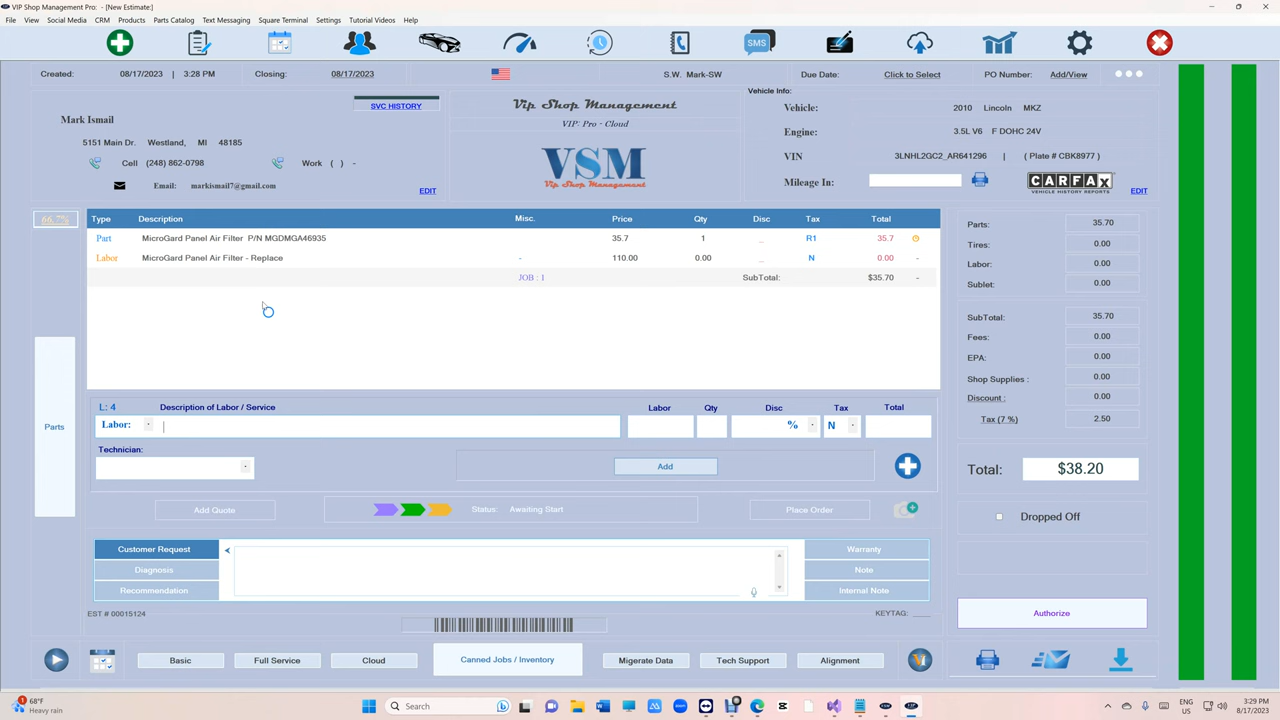 VIP Shop Management Pro: - [New Estimate:]
File View Social Media CRM Products Parts Catalog Text Messaging Square Terminal Settings Tutorial Videos Help
SMS
Created: 08/17/2023 | 3:28 PM Closing: 08/17/2023 S.W. Mark-SW Due Date: Click to Select PO Number: Add/View
SVC HISTORY
Mark Ismail
5151 Main Dr. Westland, MI 48185
Cell (248) 862-0798 Work ( ) -
Email: markismail7@gmail.com
EDIT
Vip Shop Management
VIP: Pro - Cloud
VSM
Vip Shop Management
Vehicle Info:
Vehicle: 2010 Lincoln MKZ
Engine: 3.5L V6 F DOHC 24V
VIN 3LNHL2GC2_AR641296 | ( Plate # CBK8977 )
Mileage In: CARFAX
VEHICLE HISTORY REPORTS
EDIT
66.7%
Type Description Misc. Price Qty Disc Tax Total
Part MicroGard Panel Air Filter P/N MGDMGA46935 35.7 1 _ R1 35.7
Labor MicroGard Panel Air Filter - Replace - 110.00 0.00 _ N 0.00 -
JOB : 1 SubTotal: $35.70 -
Parts
L: 4 Description of Labor / Service Labor Qty Disc Tax Total
Labor: % N
Technician:
Add
Add Quote Status: Awaiting Start Place Order
Customer Request
Diagnosis
Recommendation
Warranty
Note
Internal Note
EST # 00015124 KEYTAG: ____
Parts: 35.70
Tires: 0.00
Labor: 0.00
Sublet: 0.00
SubTotal: 35.70
Fees: 0.00
EPA: 0.00
Shop Supplies : 0.00
Discount : 0.00
Tax (7 %) 2.50
Total: $38.20
Dropped Off
Authorize
Basic Full Service Cloud Canned Jobs / Inventory Migerate Data Tech Support Alignment
1 68°F
Heavy rain
Search
ENG
US
3:29 PM
8/17/2023